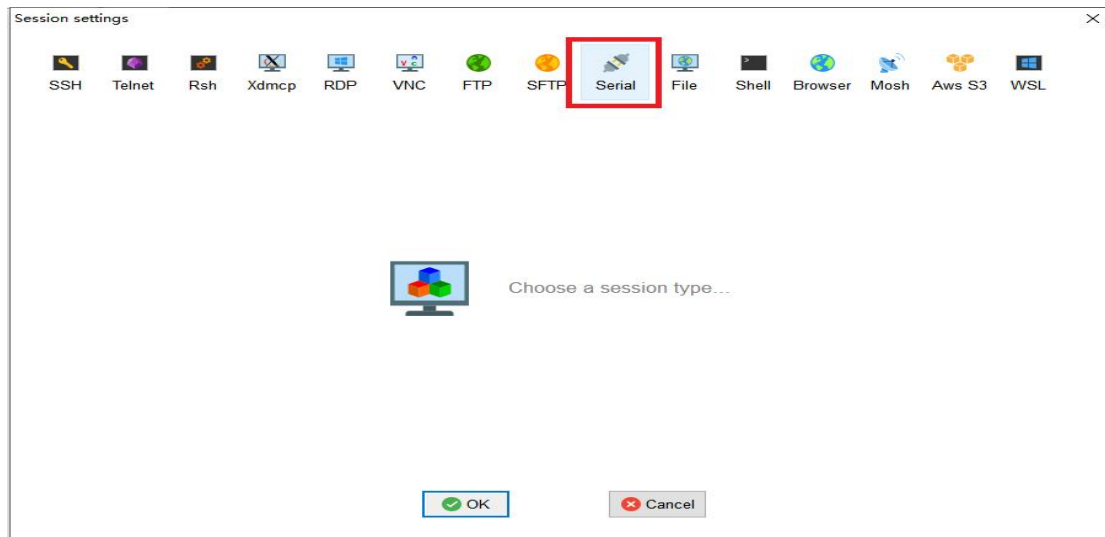 Session settings
SSH Telnet Rsh Xdmcp RDP VNC FTP SFTP Serial File Shell Browser Mosh Aws S3 WSL
Choose a session type...
OK Cancel